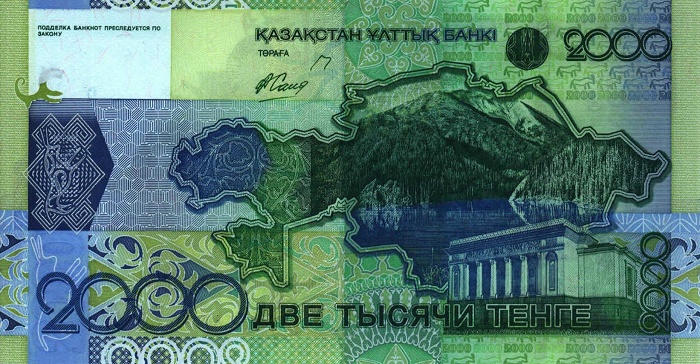 ПОДДЕЛКА БАНКНОТ ПРЕСЛЕДУЕТСЯ ПО
ЗАКОНУ
ҚАЗАҚСТАН ҰЛТТЫҚ БАНКІ
ТӨРАҒА
2000
2000
2000 ДВЕ ТЫСЯЧИ ТЕНГЕ